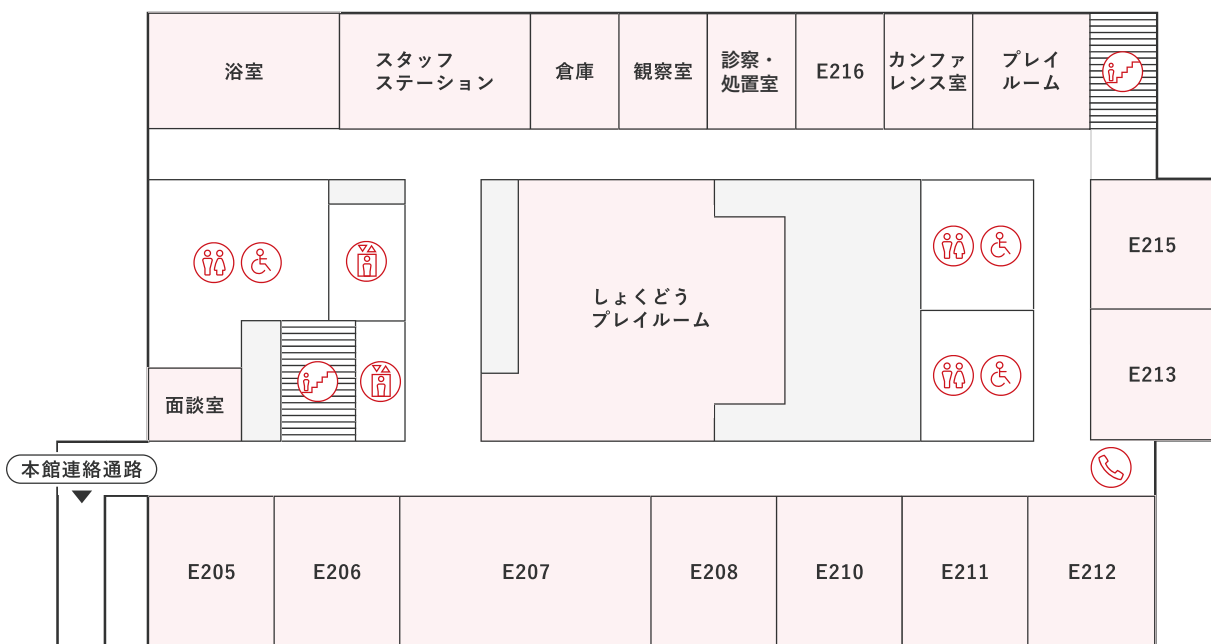 浴室
スタッフ
ステーション
倉庫
観察室
診察・
処置室
E216
カンファ
レンス室
プレイ
ルーム
E215
しょくどう
プレイルーム
E213
面談室
本館連絡通路
E205
E206
E207
E208
E210
E211
E212